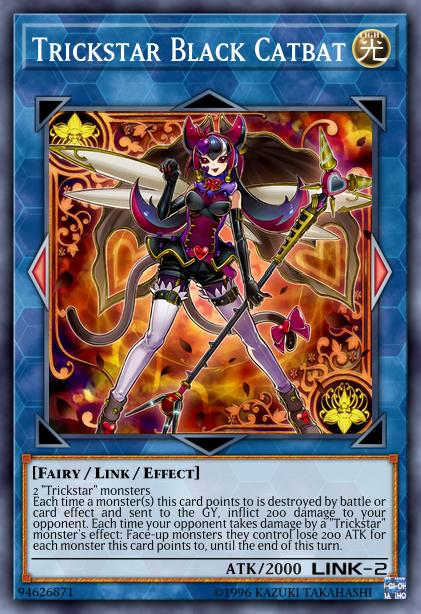 Trickstar Black Catbat
LIGHT
光
[Fairy / Link / Effect]
2 "Trickstar" monsters
Each time a monster(s) this card points to is destroyed by battle or
card effect and sent to the GY, inflict 200 damage to your
opponent. Each time your opponent takes damage by a "Trickstar"
monster's effect: Face-up monsters they control lose 200 ATK for
each monster this card points to, until the end of this turn.
ATK/2000 LINK-2
94626871 ©1996 KAZUKI TAKAHASHI